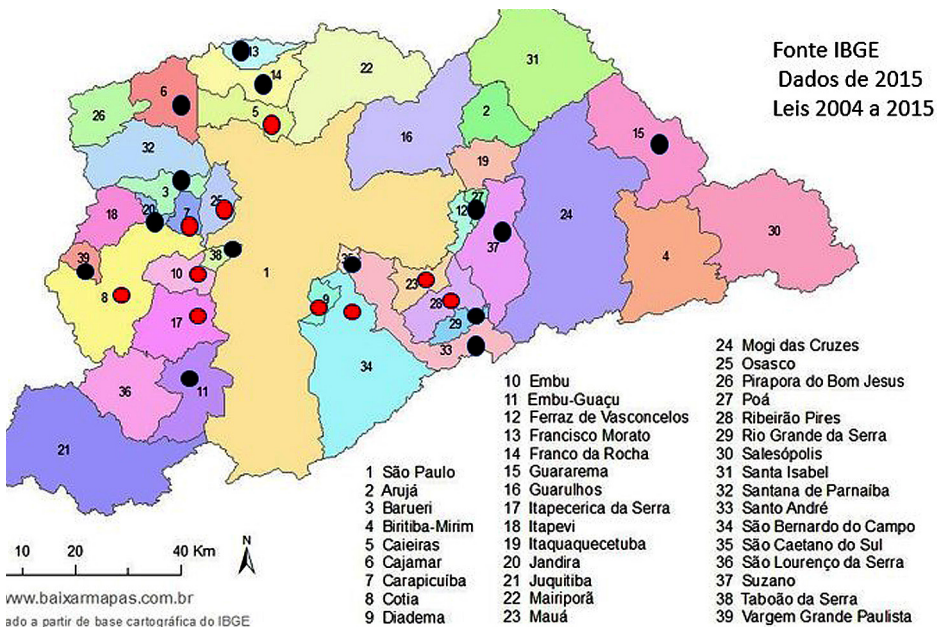 Fonte IBGE
Dados de 2015
Leis 2004 a 2015
13
14
22
31
6
26
5
2
15
16
32
19
3
27
18
20
7
25
12
24
37
30
38
39
10
1
23
4
8
9
28
17
29
33
34
36
11
21
1 São Paulo
2 Arujá
3 Barueri
4 Biritiba-Mirim
5 Caieiras
6 Cajamar
7 Carapicuíba
8 Cotia
9 Diadema
10 Embu
11 Embu-Guaçu
12 Ferraz de Vasconcelos
13 Francisco Morato
14 Franco da Rocha
15 Guararema
16 Guarulhos
17 Itapecerica da Serra
18 Itapevi
19 Itaquaquecetuba
20 Jandira
21 Juquitiba
22 Mairiporã
23 Mauá
24 Mogi das Cruzes
25 Osasco
26 Pirapora do Bom Jesus
27 Poá
28 Ribeirão Pires
29 Rio Grande da Serra
30 Salesópolis
31 Santa Isabel
32 Santana de Parnaíba
33 Santo André
34 São Bernardo do Campo
35 São Caetano do Sul
36 São Lourenço da Serra
37 Suzano
38 Taboão da Serra
39 Vargem Grande Paulista
10 20 40 Km
N
www.baixarmapas.com.br
ado a partir de base cartográfica do IBGE